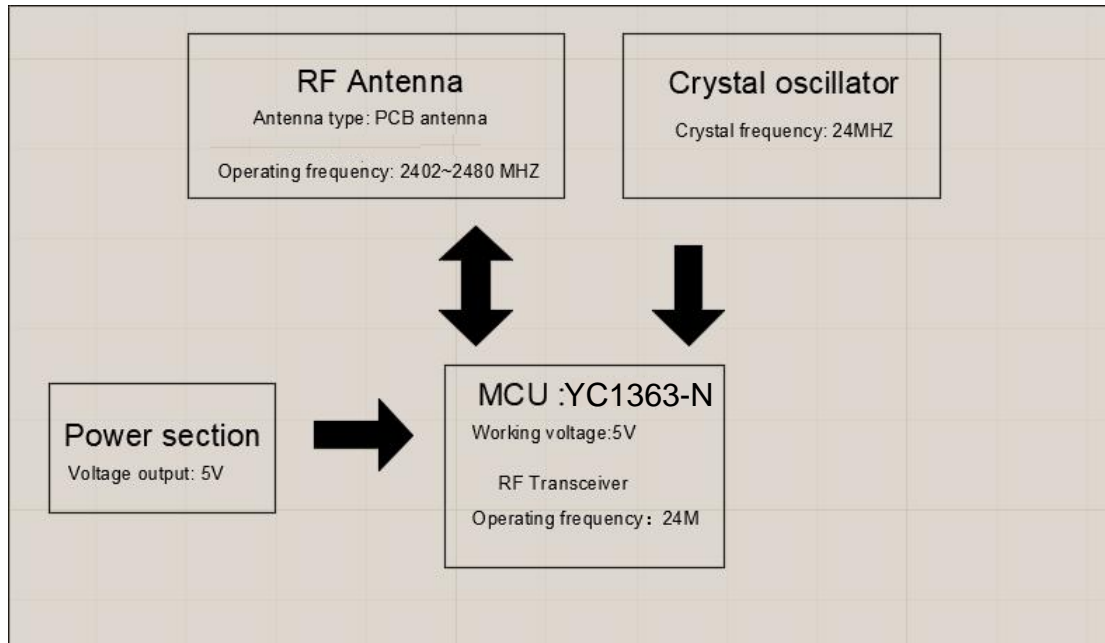 RF Antenna
Antenna type: PCB antenna
Operating frequency: 2402~2480 MHZ
Crystal oscillator
Crystal frequency: 24MHZ
Power section
Voltage output: 5V
MCU :YC1363-N
Working voltage:5V
RF Transceiver
Operating frequency：24M